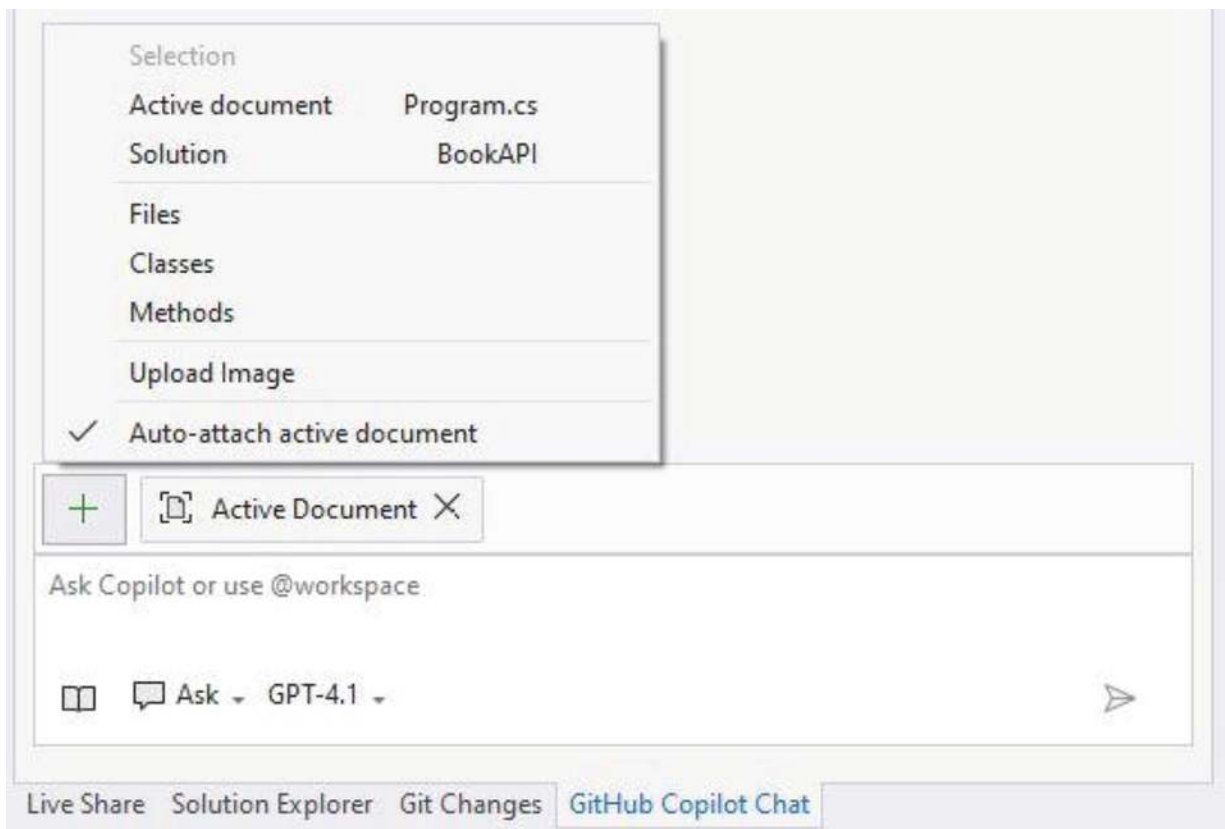 Selection
Active document Program.cs
Solution BookAPI
Files
Classes
Methods
Upload Image
Auto-attach active document
Active Document
Ask Copilot or use @workspace
Ask GPT-4.1
Live Share Solution Explorer Git Changes GitHub Copilot Chat